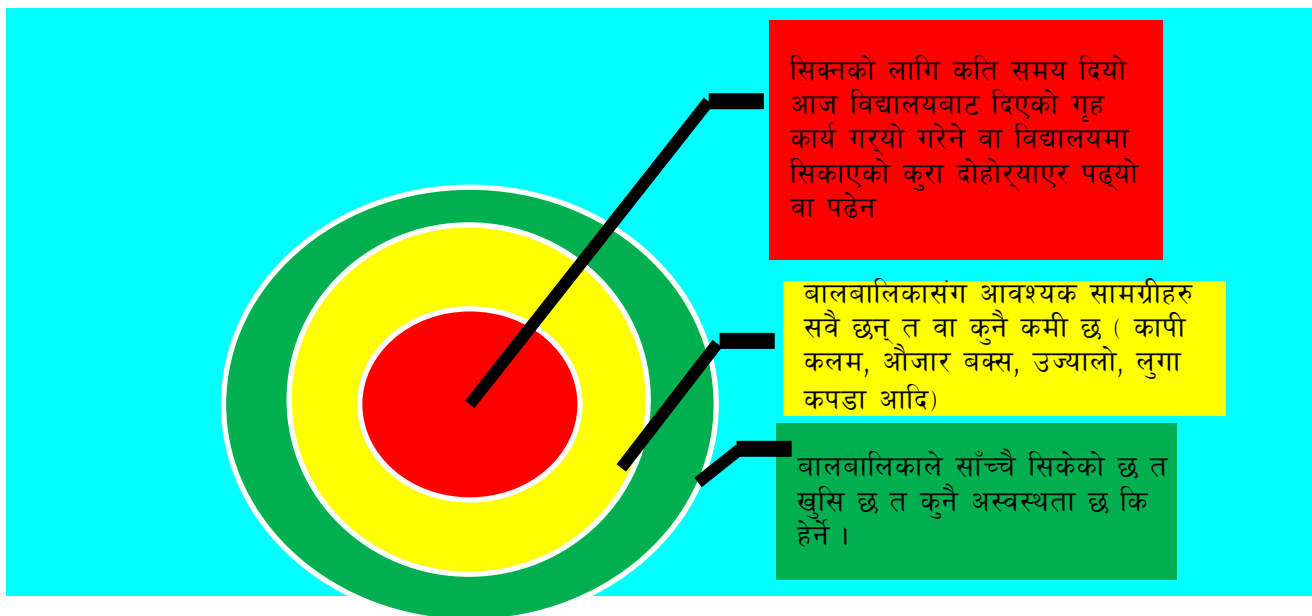 सिक्नको लागि कति समय दियो
आज विद्यालयबाट दिएको गृह
कार्य गर्‍यो गरेने वा विद्यालयमा
सिकाएको कुरा दोहोर्‍याएर पढ्यो
वा पढेन
बालबालिकासंग आवश्यक सामग्रीहरु
सवै छन् त वा कुनै कमी छ ( कापी
कलम, औजार बक्स, उज्यालो, लुगा
कपडा आदि)
बालबालिकाले साँच्चै सिकेको छ त
खुसि छ त कुनै अस्वस्थता छ कि
हेर्ने ।